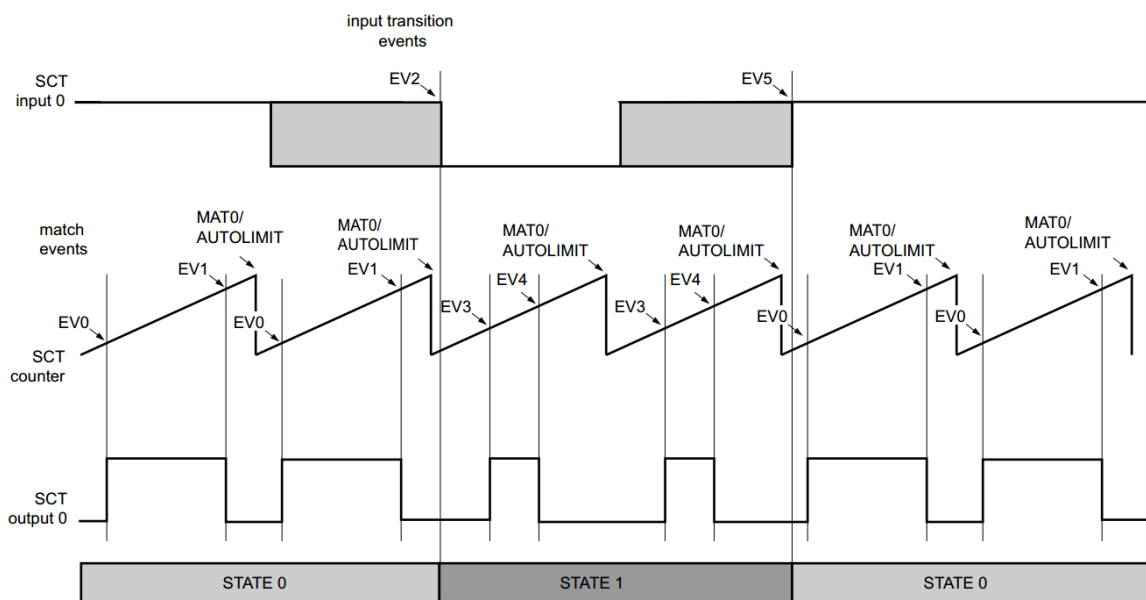 input transition
events
SCT
input 0
EV2
EV5
match
events
MAT0/
AUTOLIMIT
MAT0/
AUTOLIMIT
MAT0/
AUTOLIMIT
MAT0/
AUTOLIMIT
MAT0/
AUTOLIMIT
MAT0/
AUTOLIMIT
EV1
EV1
EV4
EV4
EV1
EV1
EV0
EV0
EV3
EV3
EV0
EV0
SCT
counter
SCT
output 0
STATE 0
STATE 1
STATE 0